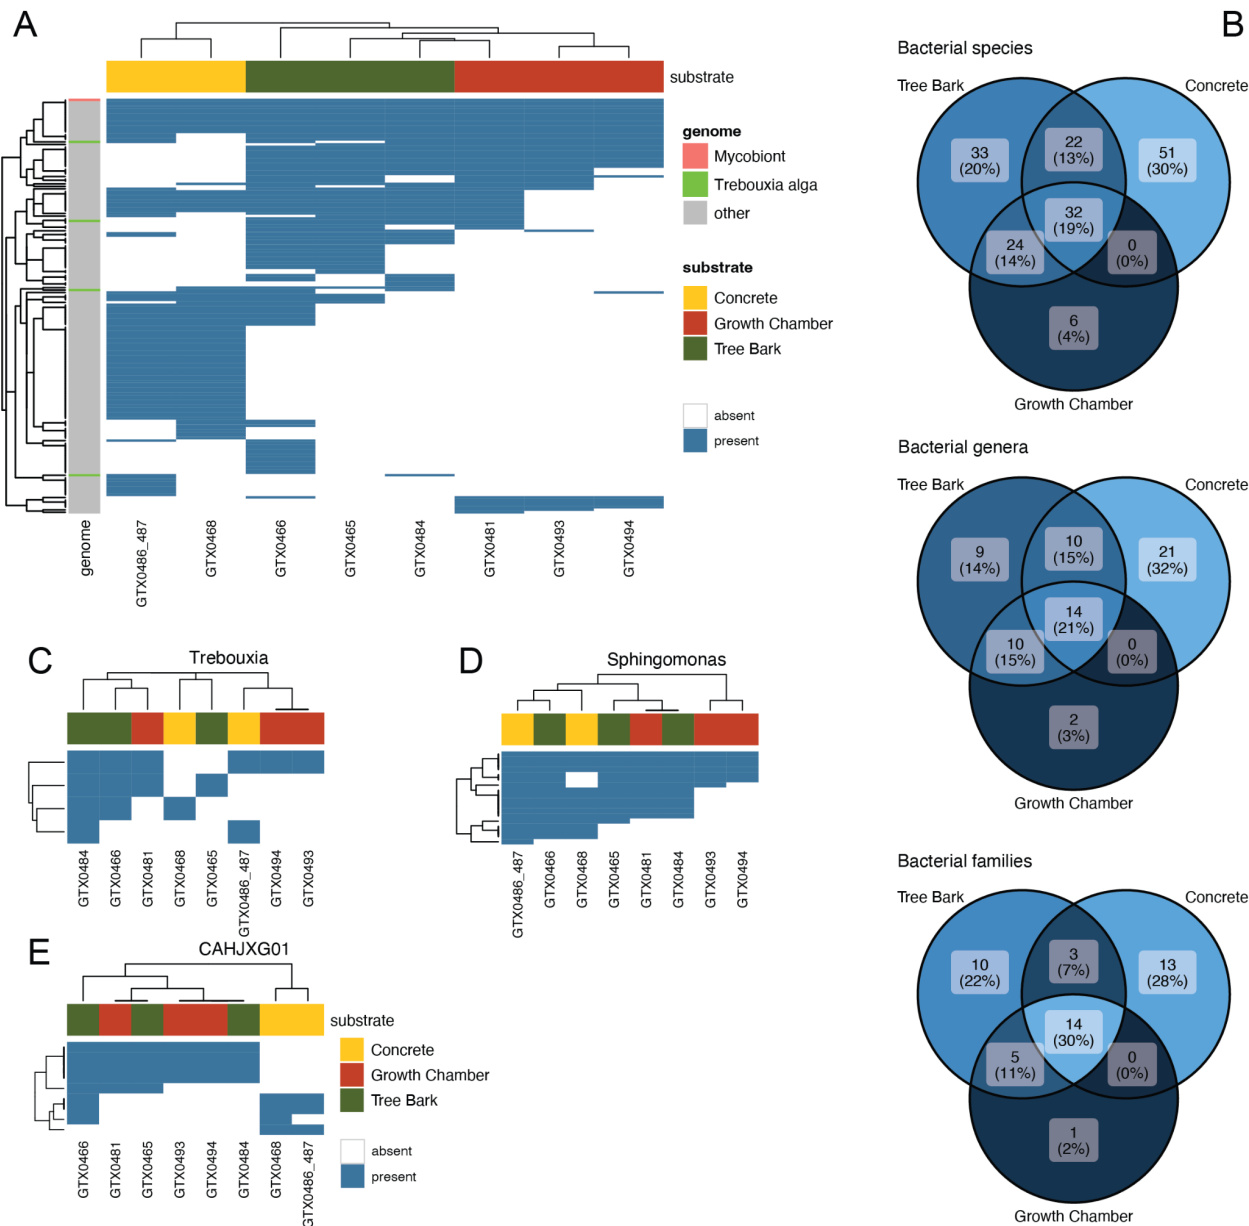 A
substrate
genome
Mycobiont
Trebouxia alga
other
substrate
Concrete
Growth Chamber
Tree Bark
absent
present
genome
GTX0486_487
GTX0468
GTX0466
GTX0465
GTX0484
GTX0481
GTX0493
GTX0494
B
Bacterial species
Tree Bark
Concrete
33
(20%)
22
(13%)
51
(30%)
32
(19%)
24
(14%)
0
(0%)
6
(4%)
Growth Chamber
Bacterial genera
Tree Bark
Concrete
9
(14%)
10
(15%)
21
(32%)
14
(21%)
10
(15%)
0
(0%)
2
(3%)
Growth Chamber
Bacterial families
Tree Bark
Concrete
10
(22%)
3
(7%)
13
(28%)
14
(30%)
5
(11%)
0
(0%)
1
(2%)
Growth Chamber
C
Trebouxia
GTX0484
GTX0466
GTX0481
GTX0468
GTX0465
GTX0486_487
GTX0494
GTX0493
D
Sphingomonas
GTX0486_487
GTX0466
GTX0468
GTX0465
GTX0481
GTX0484
GTX0493
GTX0494
E
CAHJXG01
substrate
Concrete
Growth Chamber
Tree Bark
absent
present
GTX0466
GTX0481
GTX0465
GTX0493
GTX0494
GTX0484
GTX0468
GTX0486_487